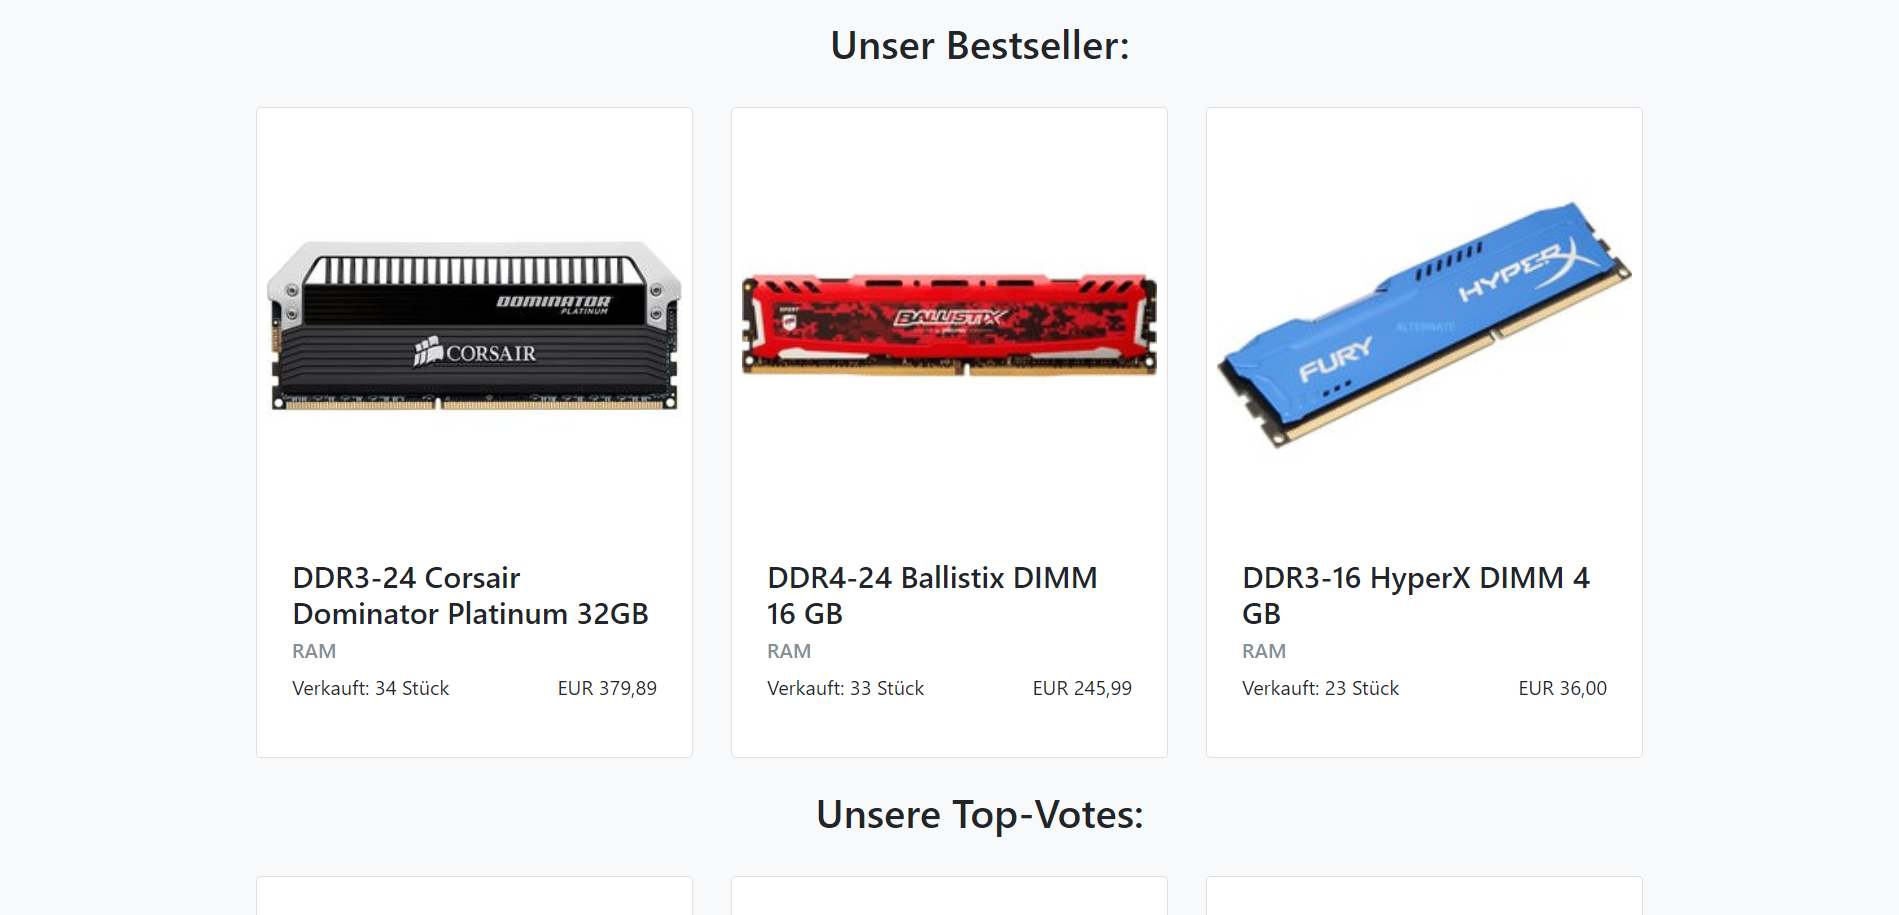 Unser Bestseller:
DOMINATOR
PLATINUM
CORSAIR
BALLISTIX
HYPERX
ALTERNATE
FURY
DDR3-24 Corsair
Dominator Platinum 32GB
RAM
Verkauft: 34 Stück
EUR 379,89
DDR4-24 Ballistix DIMM
16 GB
RAM
Verkauft: 33 Stück
EUR 245,99
DDR3-16 HyperX DIMM 4
GB
RAM
Verkauft: 23 Stück
EUR 36,00
Unsere Top-Votes: